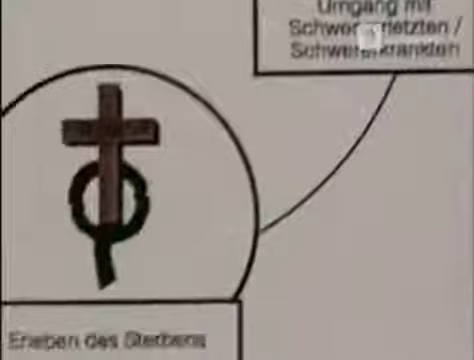 Umgang mit
Schwerverletzten /
Schwerstkranken
Erleben des Sterbens